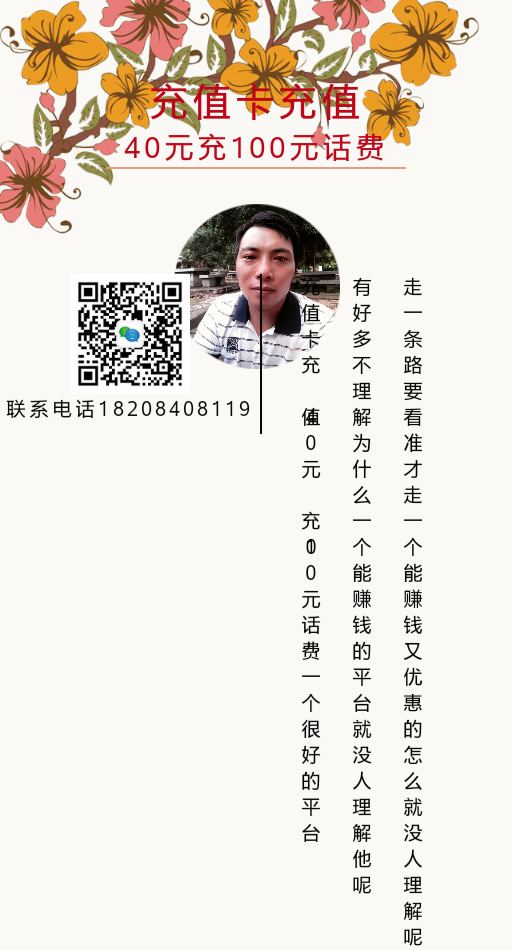 充值卡充值
40元充100元话费
联系电话18208408119
走一条路要看准才走一个能赚钱又优惠的怎么就没人理解呢
有好多不理解为什么一个能赚钱的平台就没人理解他呢
充值卡充值40元充100元话费一个很好的平台